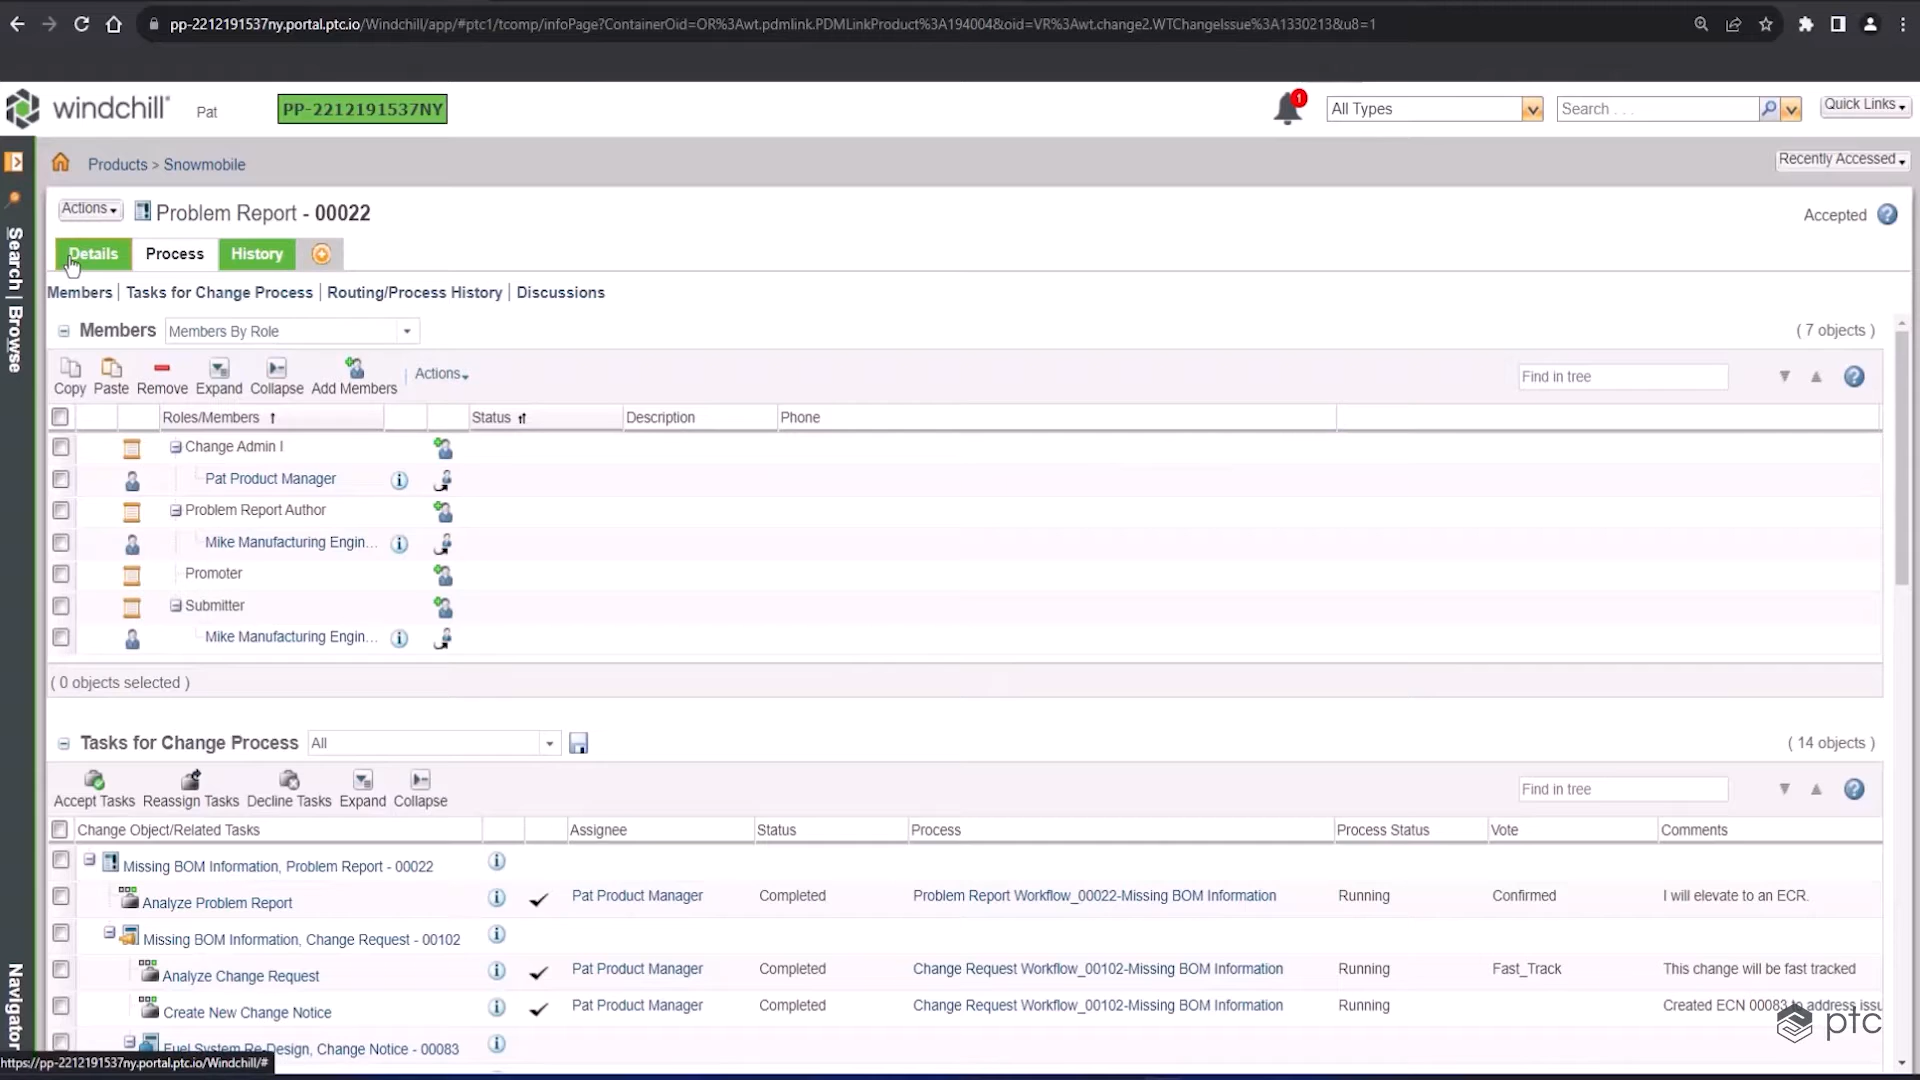 pp-2212191537ny.portal.ptc.io/Windchill/app/#ptc1/tcomp/infoPage?ContainerOid=OR%3Awt.pdmlink.PDMLinkProduct%3A194004&oid=VR%3Awt.change2.WTChangeIssue%3A1330213&u8=1
windchill Pat PP-2212191537NY 1 All Types Search . . . Quick Links
Products > Snowmobile Recently Accessed
Actions Problem Report - 00022 Accepted
Details Process History
Members | Tasks for Change Process | Routing/Process History | Discussions
Search | Browse
Navigator
Members Members By Role ( 7 objects )
Copy Paste Remove Expand Collapse Add Members Actions Find in tree
Roles/Members Status Description Phone
Change Admin I
Pat Product Manager
Problem Report Author
Mike Manufacturing Engin...
Promoter
Submitter
Mike Manufacturing Engin...
( 0 objects selected )
Tasks for Change Process All ( 14 objects )
Accept Tasks Reassign Tasks Decline Tasks Expand Collapse Find in tree
Change Object/Related Tasks Assignee Status Process Process Status Vote Comments
Missing BOM Information, Problem Report - 00022
Analyze Problem Report Pat Product Manager Completed Problem Report Workflow_00022-Missing BOM Information Running Confirmed I will elevate to an ECR.
Missing BOM Information, Change Request - 00102
Analyze Change Request Pat Product Manager Completed Change Request Workflow_00102-Missing BOM Information Running Fast_Track This change will be fast tracked
Create New Change Notice Pat Product Manager Completed Change Request Workflow_00102-Missing BOM Information Running Created ECN 00083 to address issu
Fuel System Re-Design, Change Notice - 00083
ptc
https://pp-2212191537ny.portal.ptc.io/Windchill/#